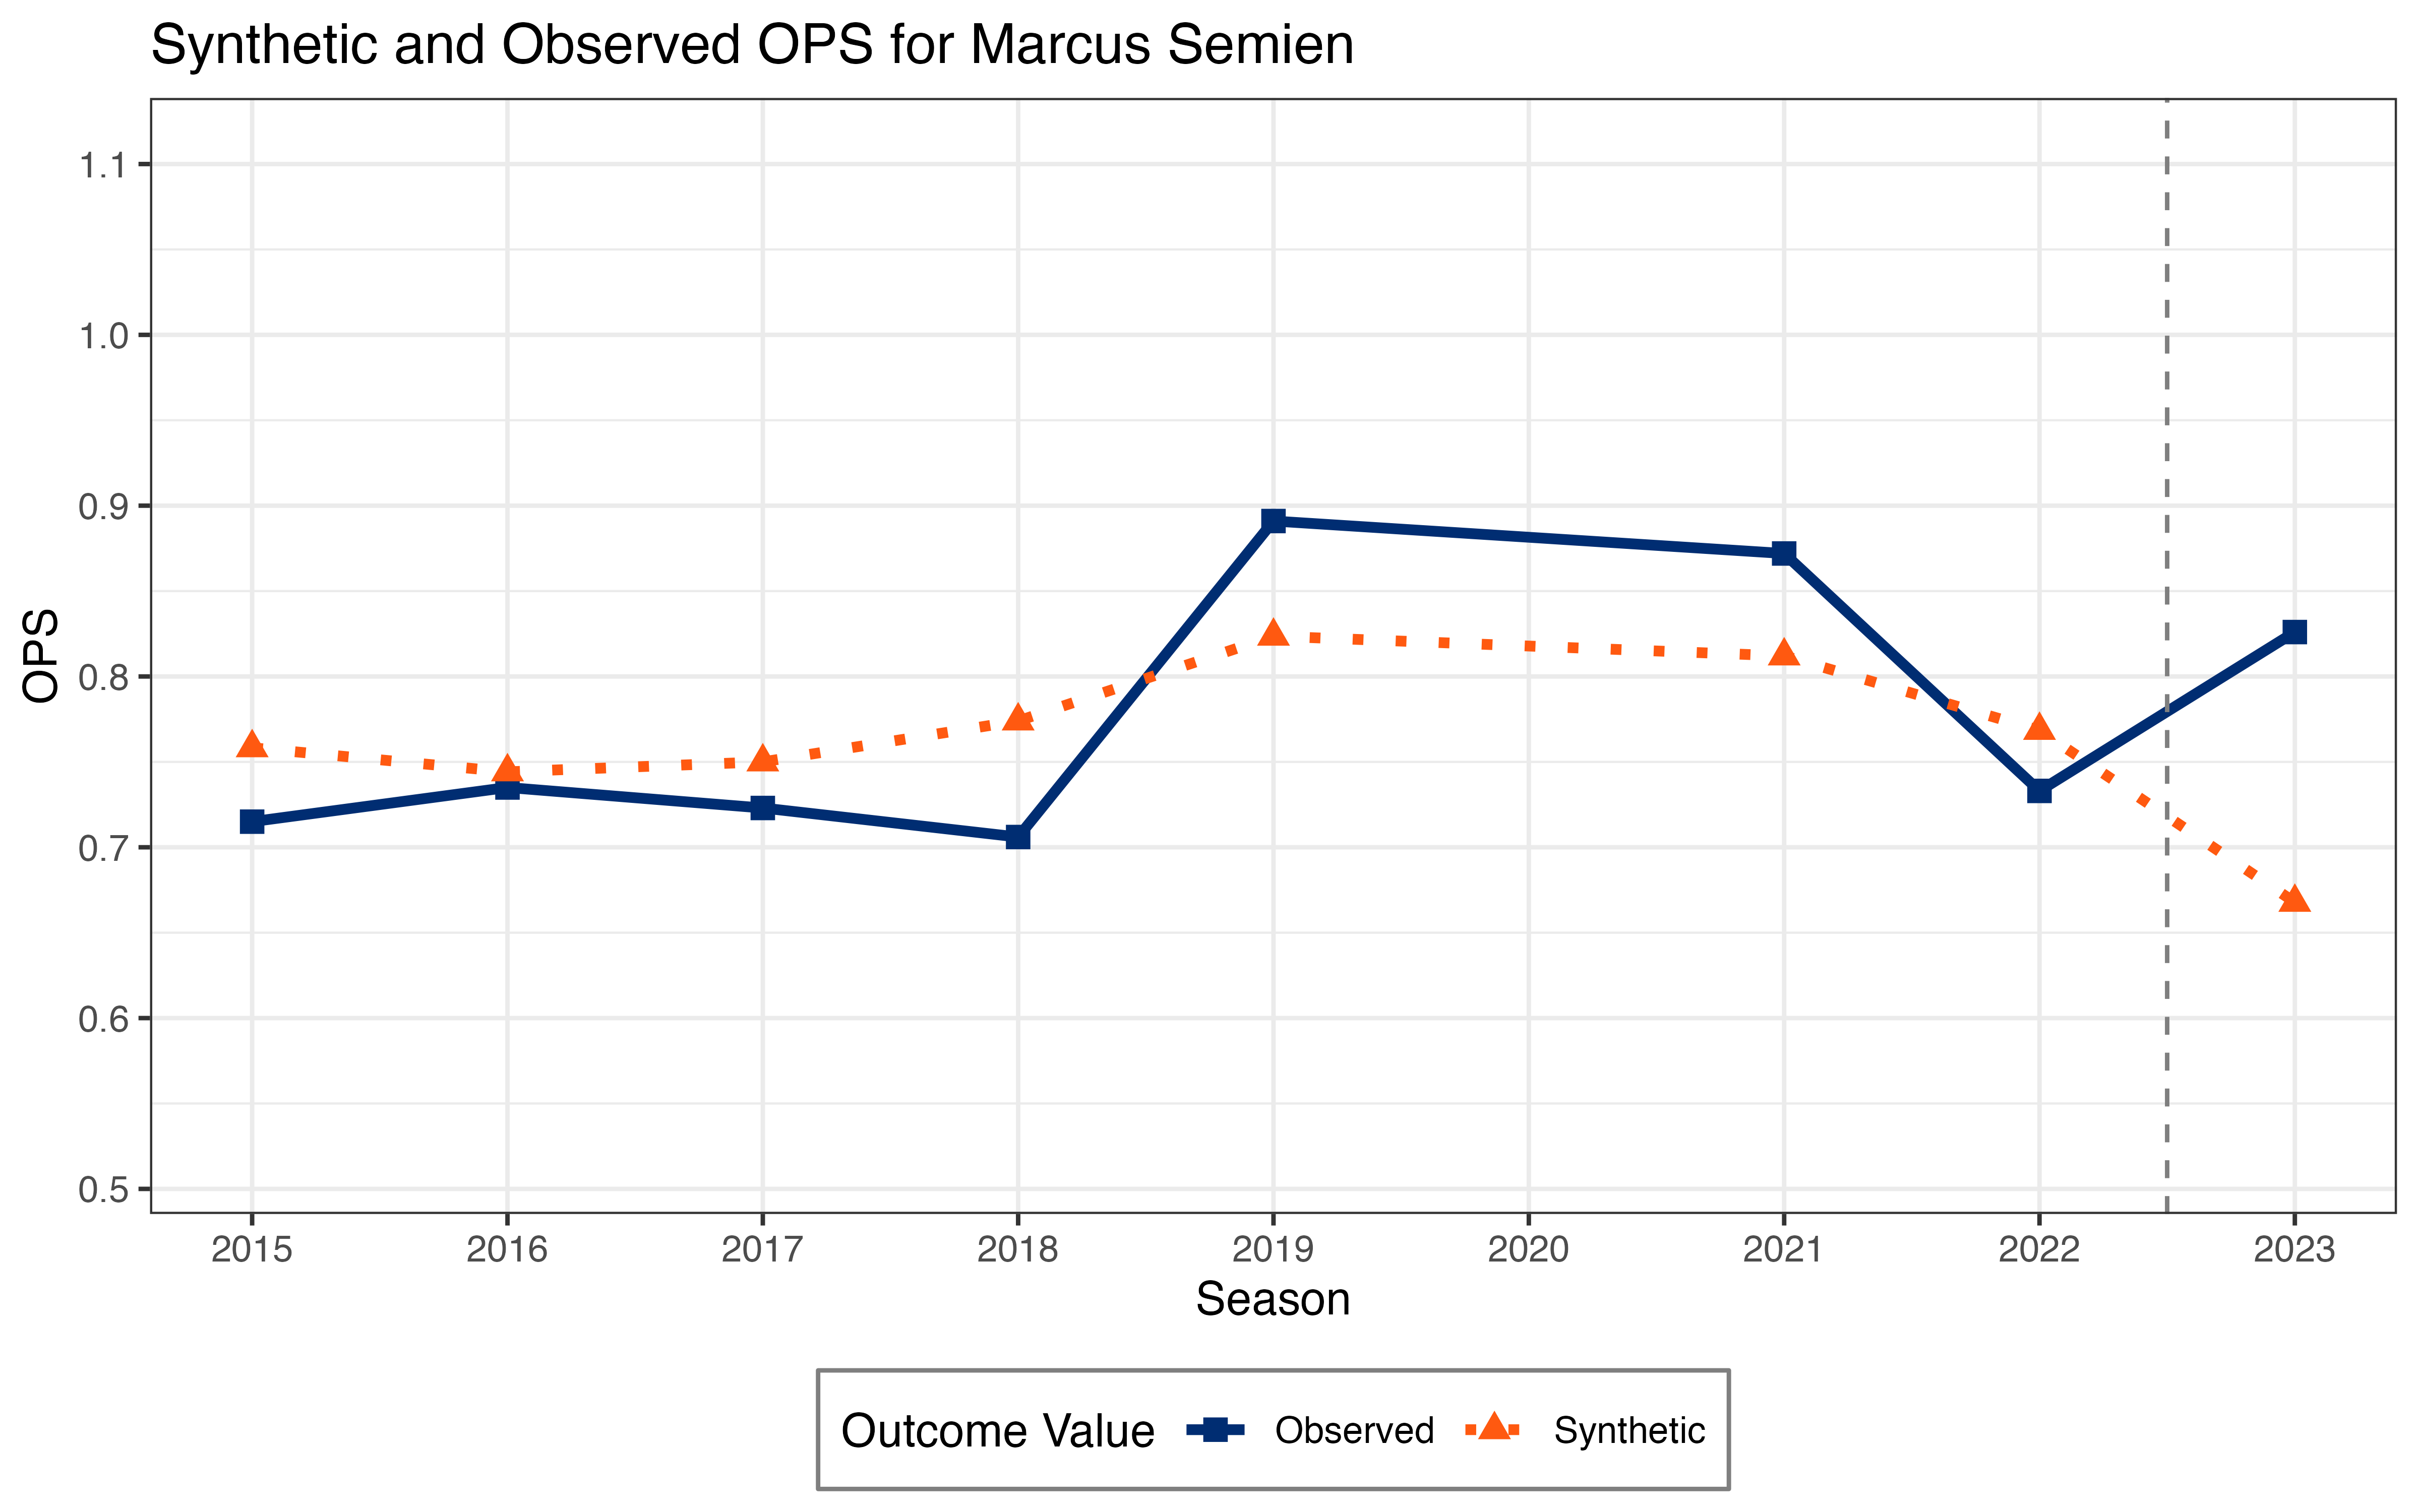 Synthetic and Observed OPS for Marcus Semien
OPS
1.1
1.0
0.9
0.8
0.7
0.6
0.5
2015 2016 2017 2018 2019 2020 2021 2022 2023
Season
Outcome Value Observed Synthetic